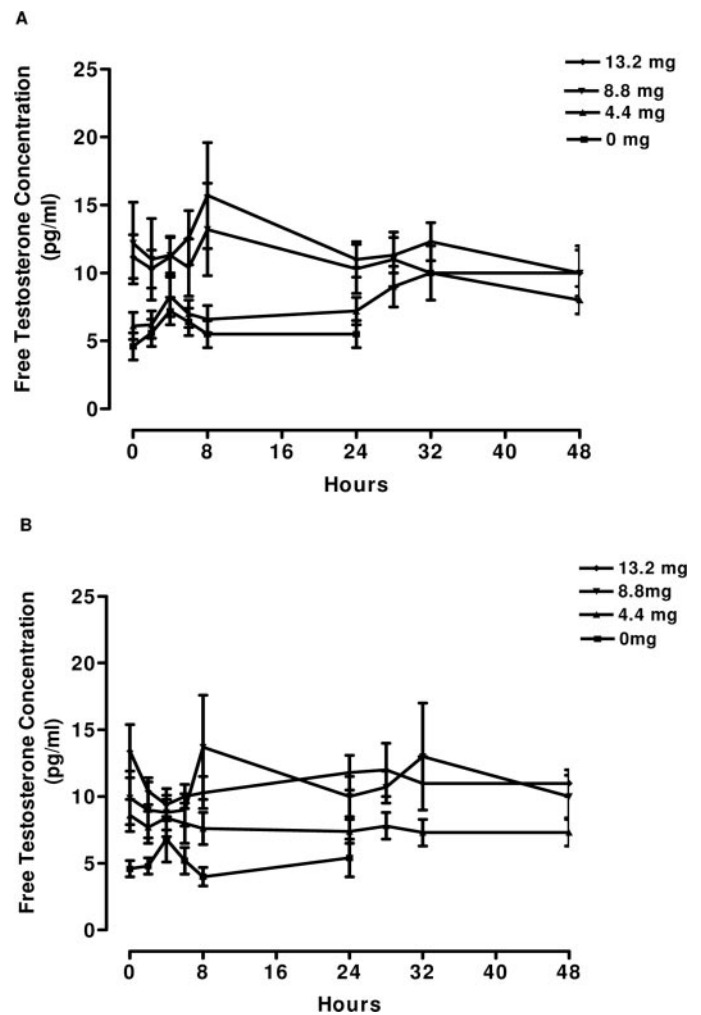 A
13.2 mg
8.8 mg
4.4 mg
0 mg
25
20
15
10
5
0
Free Testosterone Concentration
(pg/ml)
0 8 16 24 32 40 48
Hours
B
13.2 mg
8.8mg
4.4 mg
0mg
25
20
15
10
5
0
Free Testosterone Concentration
(pg/ml)
0 8 16 24 32 40 48
Hours